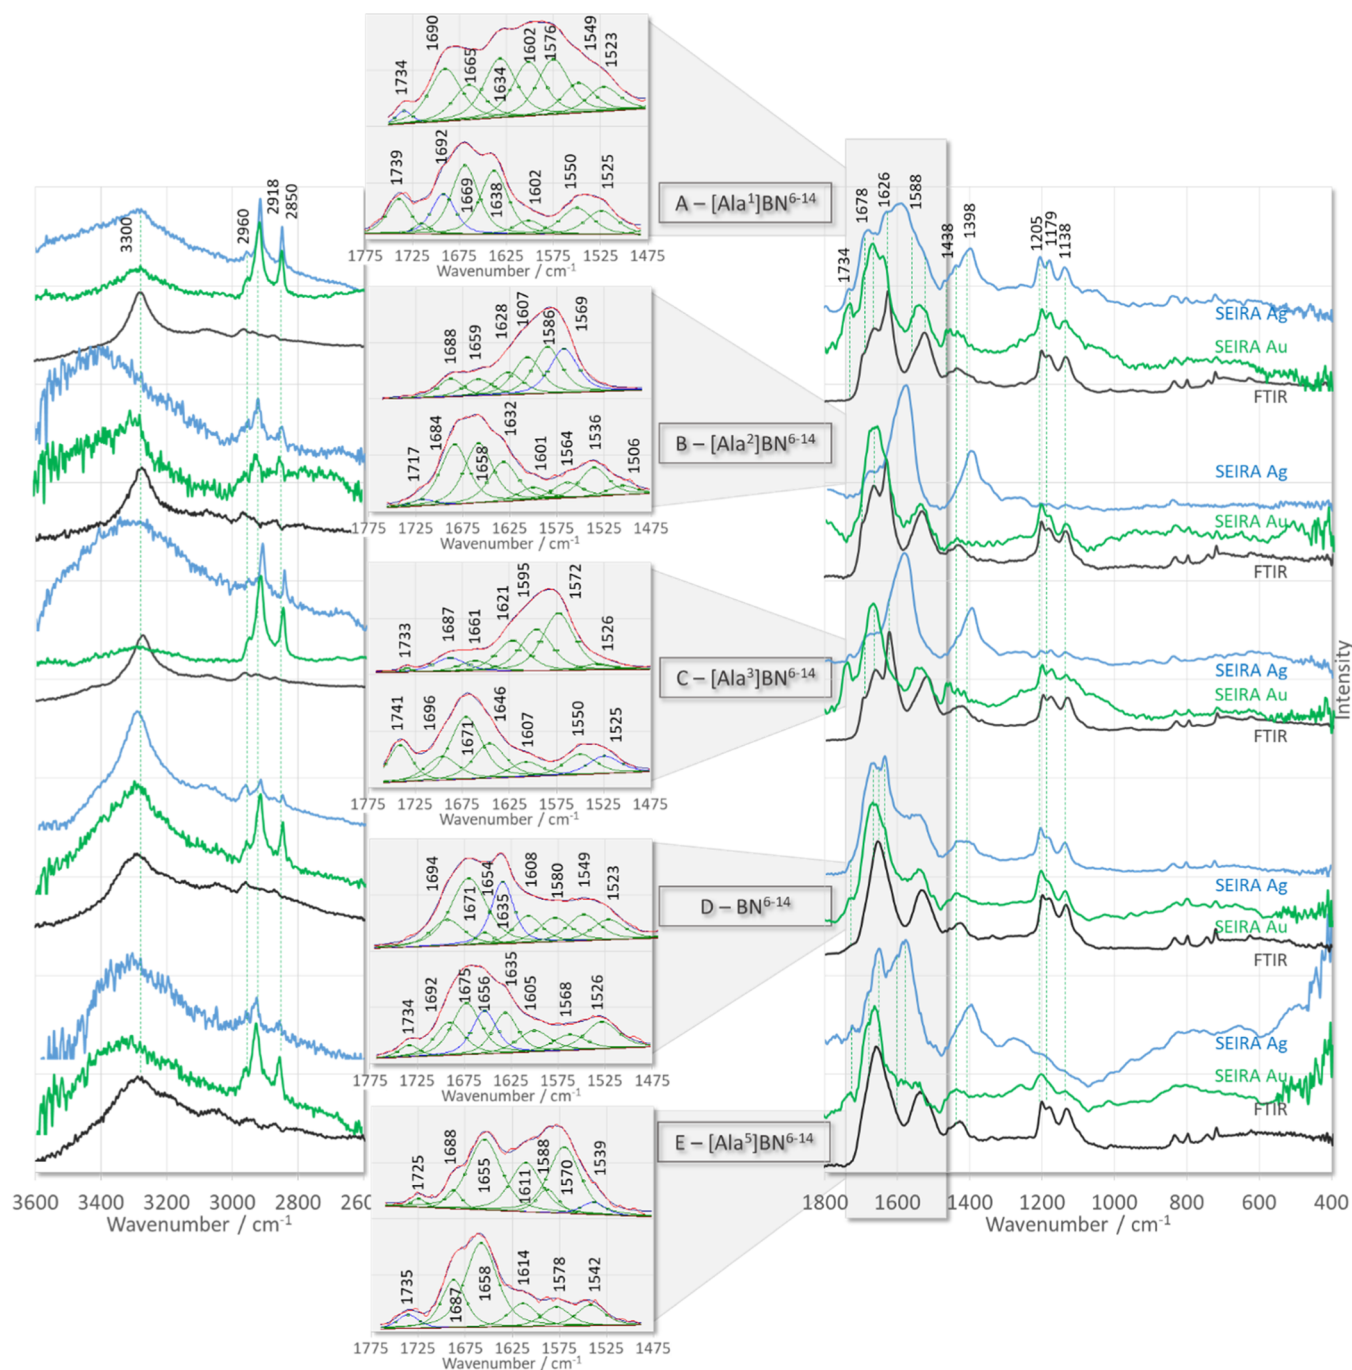 3300
2960
2918
2850
3600 3400 3200 3000 2800 260
Wavenumber / cm⁻¹
1734
1690
1665
1634
1602
1576
1549
1523
1739
1692
1669
1638
1602
1550
1525
1775 1725 1675 1625 1575 1525 1475
Wavenumber / cm⁻¹
A – [Ala¹]BN⁶⁻¹⁴
1688
1659
1628
1607
1586
1569
1717
1684
1658
1632
1601
1564
1536
1506
1775 1725 1675 1625 1575 1525 1475
Wavenumber / cm⁻¹
B – [Ala²]BN⁶⁻¹⁴
1733
1687
1661
1621
1595
1572
1526
1741
1696
1671
1646
1607
1550
1525
1775 1725 1675 1625 1575 1525 1475
Wavenumber / cm⁻¹
C – [Ala³]BN⁶⁻¹⁴
1694
1671
1654
1635
1608
1580
1549
1523
1734
1692
1675
1656
1635
1605
1568
1526
1775 1725 1675 1625 1575 1525 1475
Wavenumber / cm⁻¹
D – BN⁶⁻¹⁴
1725
1688
1655
1611
1588
1570
1539
1735
1687
1658
1614
1578
1542
1775 1725 1675 1625 1575 1525 1475
Wavenumber / cm⁻¹
E – [Ala⁵]BN⁶⁻¹⁴
1734
1678
1626
1588
1438
1398
1205
1179
1138
SEIRA Ag
SEIRA Au
FTIR
SEIRA Ag
SEIRA Au
FTIR
SEIRA Ag
SEIRA Au
FTIR
SEIRA Ag
SEIRA Au
FTIR
SEIRA Ag
SEIRA Au
FTIR
1800 1600 1400 1200 1000 800 600 400
Wavenumber / cm⁻¹
Intensity